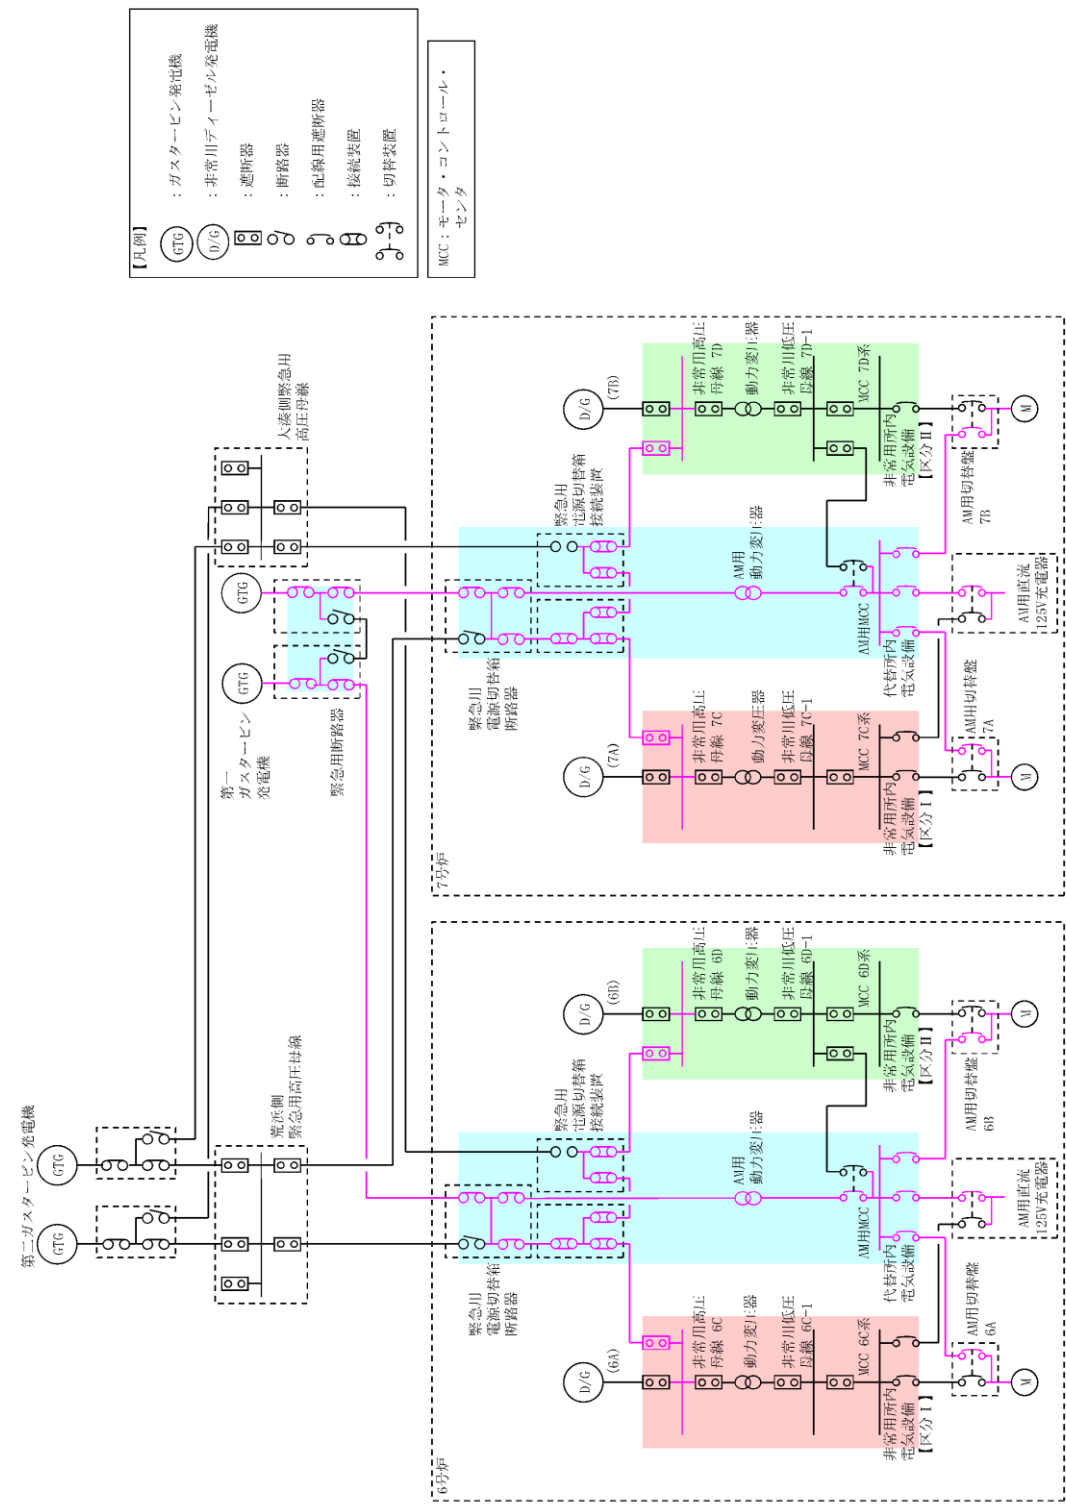 【凡例】
GTG
：ガスタービン発電機
D/G
：非常用ディーゼル発電機
：遮断器
：断路器
：配線用遮断器
：接続装置
：切替装置
MCC：モータ・コントロール・
センタ
大湊側緊急用
高圧母線
GTG
GTG
第一
ガスタービン
発電機
緊急用断路器
第二ガスタービン発電機
GTG
GTG
荒浜側
緊急用高圧母線
7号炉
D/G
(7B)
非常用高圧
母線 7D
動力変圧器
非常用低圧
母線 7D-1
MCC 7D系
非常用所内
電気設備
【区分Ⅱ】
AM用切替盤
7B
M
緊急用
電源切替箱
接続装置
緊急用
電源切替箱
断路器
AM用
動力変圧器
AM用MCC
代替所内
電気設備
AM用直流
125V充電器
D/G
(7A)
非常用高圧
母線 7C
動力変圧器
非常用低圧
母線 7C-1
MCC 7C系
非常用所内
電気設備
【区分Ⅰ】
AM用切替盤
7A
M
6号炉
D/G
(6B)
非常用高圧
母線 6D
動力変圧器
非常用低圧
母線 6D-1
MCC 6D系
非常用所内
電気設備
【区分Ⅱ】
AM用切替盤
6B
M
緊急用
電源切替箱
接続装置
緊急用
電源切替箱
断路器
AM用
動力変圧器
AM用MCC
代替所内
電気設備
AM用直流
125V充電器
D/G
(6A)
非常用高圧
母線 6C
動力変圧器
非常用低圧
母線 6C-1
MCC 6C系
非常用所内
電気設備
【区分Ⅰ】
AM用切替盤
6A
M